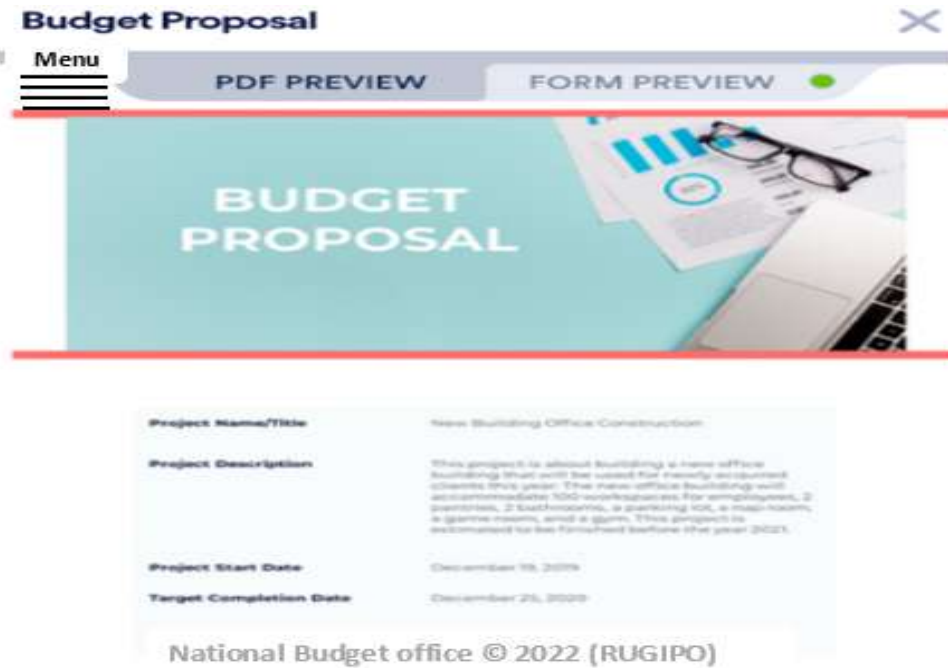 Budget Proposal
Menu
PDF PREVIEW
FORM PREVIEW
BUDGET
PROPOSAL
Project Name/Title
New Building Office Construction
Project Description
This project is about building a new office
building that will be used for newly acquired
clients this year. The new office building will
accommodate 100 workspaces for employees, 2
pantries, 2 bathrooms, a parking lot, a map room,
a game room, and a gym. This project is
estimated to be finished before the year 2021.
Project Start Date
December 19, 2019
Target Completion Date
December 25, 2020
National Budget office © 2022 (RUGIPO)